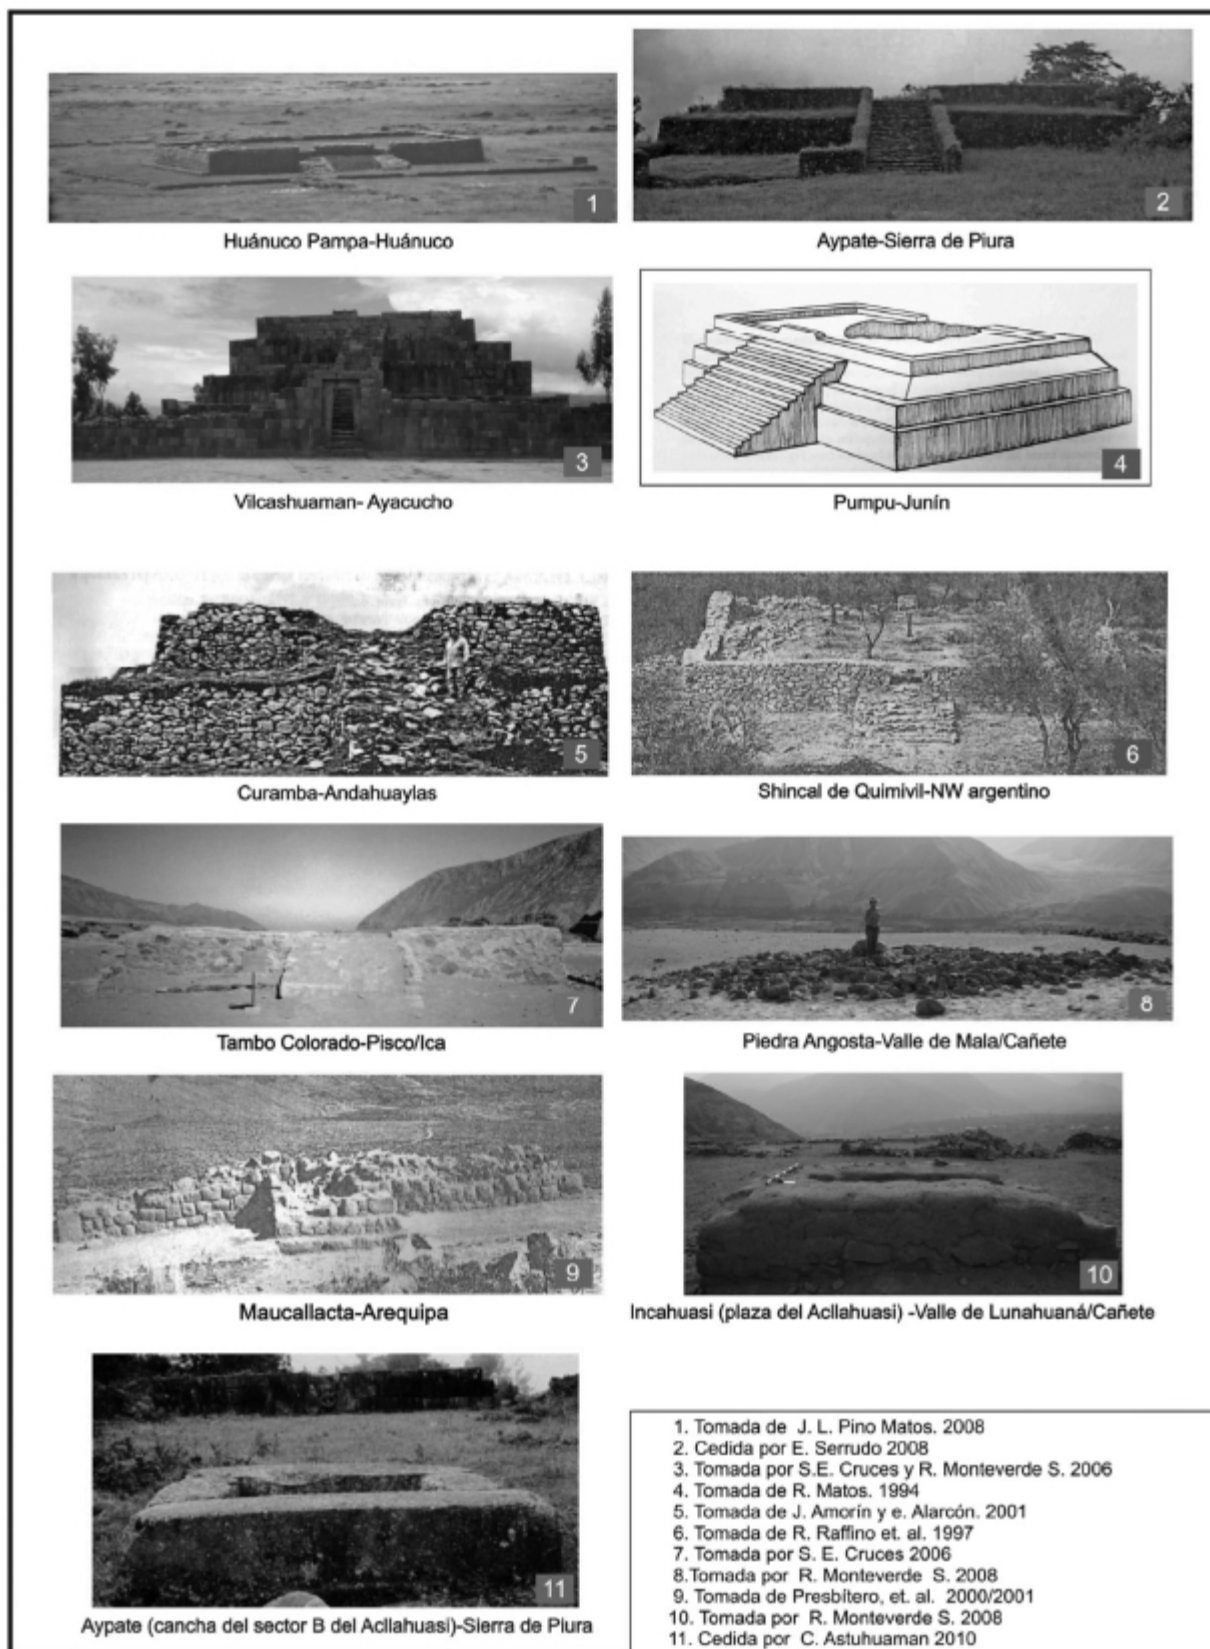 1
Huánuco Pampa-Huánuco
2
Aypate-Sierra de Piura
3
Vilcashuaman- Ayacucho
4
Pumpu-Junín
5
Curamba-Andahuaylas
6
Shincal de Quimivil-NW argentino
7
Tambo Colorado-Pisco/Ica
8
Piedra Angosta-Valle de Mala/Cañete
9
Maucallacta-Arequipa
10
Incahuasi (plaza del Acllahuasi) -Valle de Lunahuaná/Cañete
11
Aypate (cancha del sector B del Acllahuasi)-Sierra de Piura
1. Tomada de J. L. Pino Matos. 2008
2. Cedida por E. Serrudo 2008
3. Tomada por S.E. Cruces y R. Monteverde S. 2006
4. Tomada de R. Matos. 1994
5. Tomada de J. Amorín y e. Alarcón. 2001
6. Tomada de R. Raffino et. al. 1997
7. Tomada por S. E. Cruces 2006
8.Tomada por R. Monteverde S. 2008
9. Tomada de Presbítero, et. al. 2000/2001
10. Tomada por R. Monteverde S. 2008
11. Cedida por C. Astuhuaman 2010